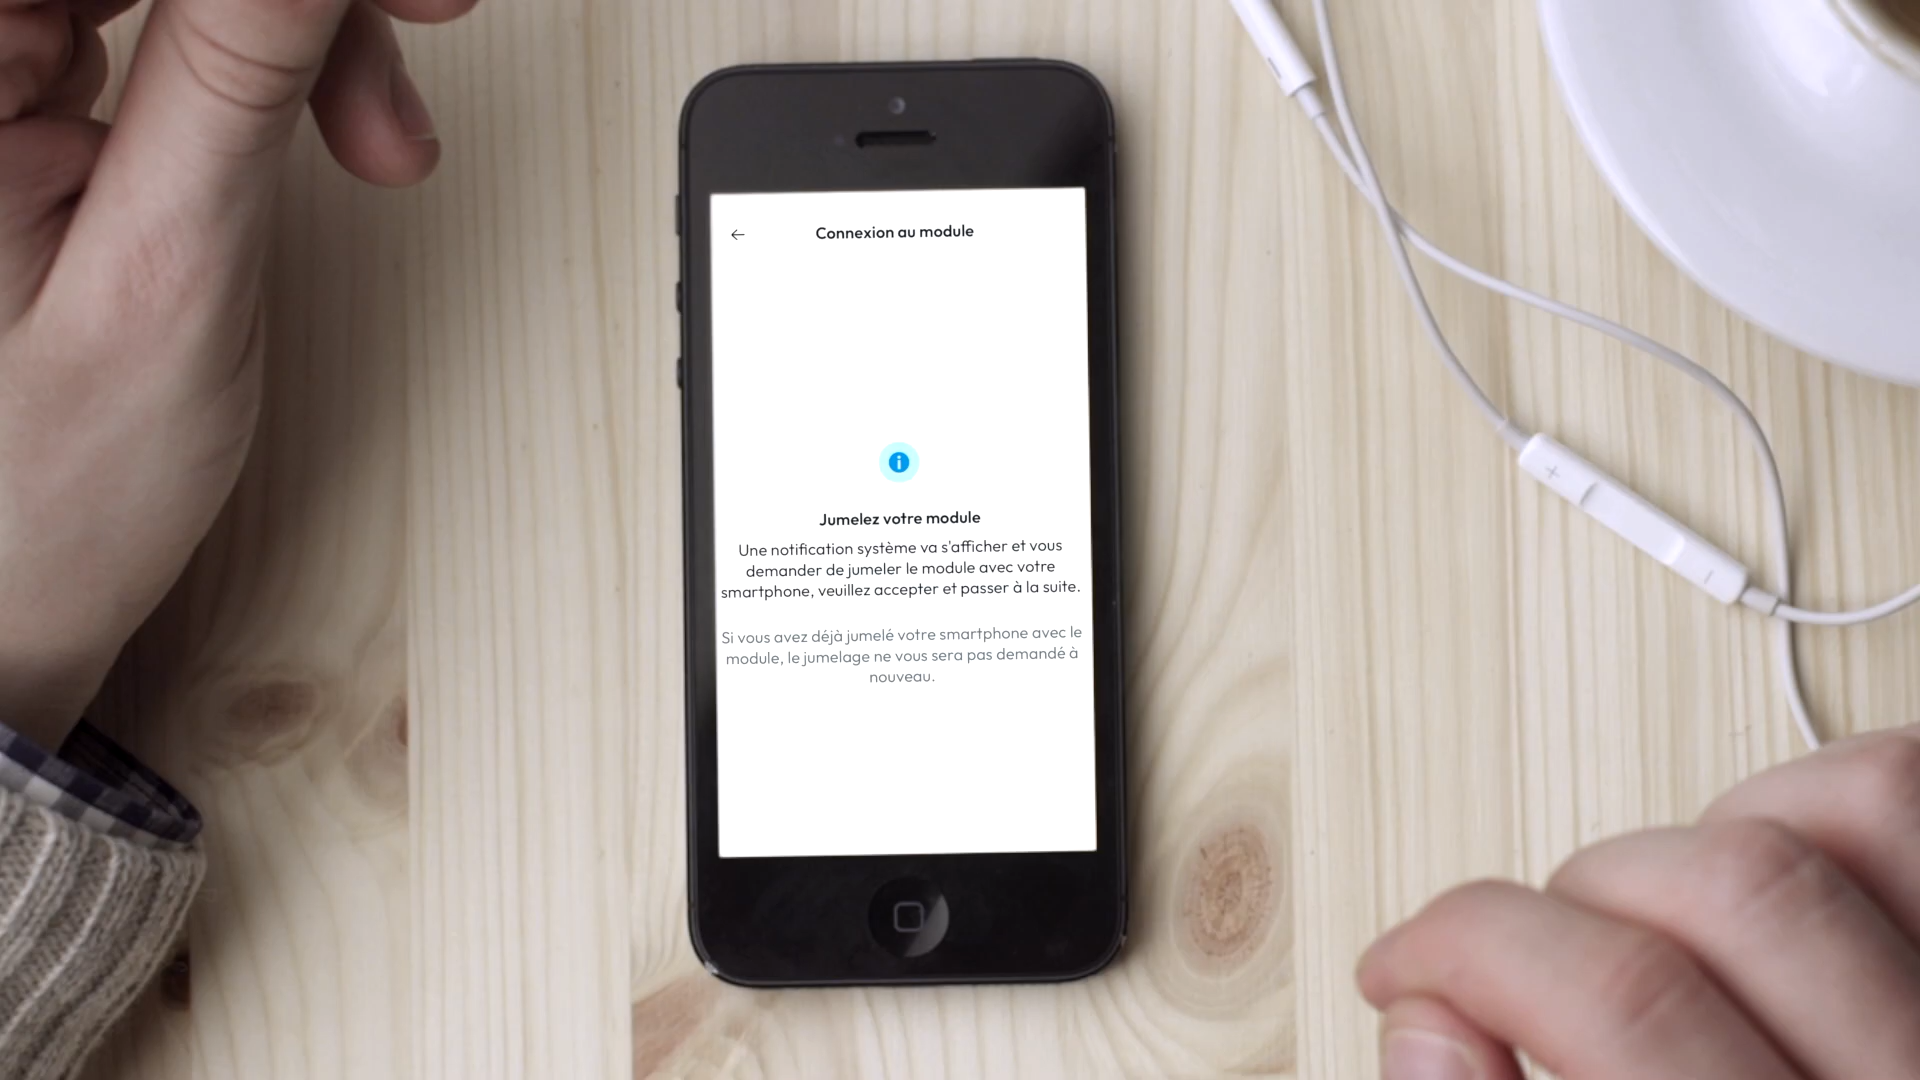 Connexion au module
Jumelez votre module
Une notification système va s'afficher et vous
demander de jumeler le module avec votre
smartphone, veuillez accepter et passer à la suite.
Si vous avez déjà jumelé votre smartphone avec le
module, le jumelage ne vous sera pas demandé à
nouveau.